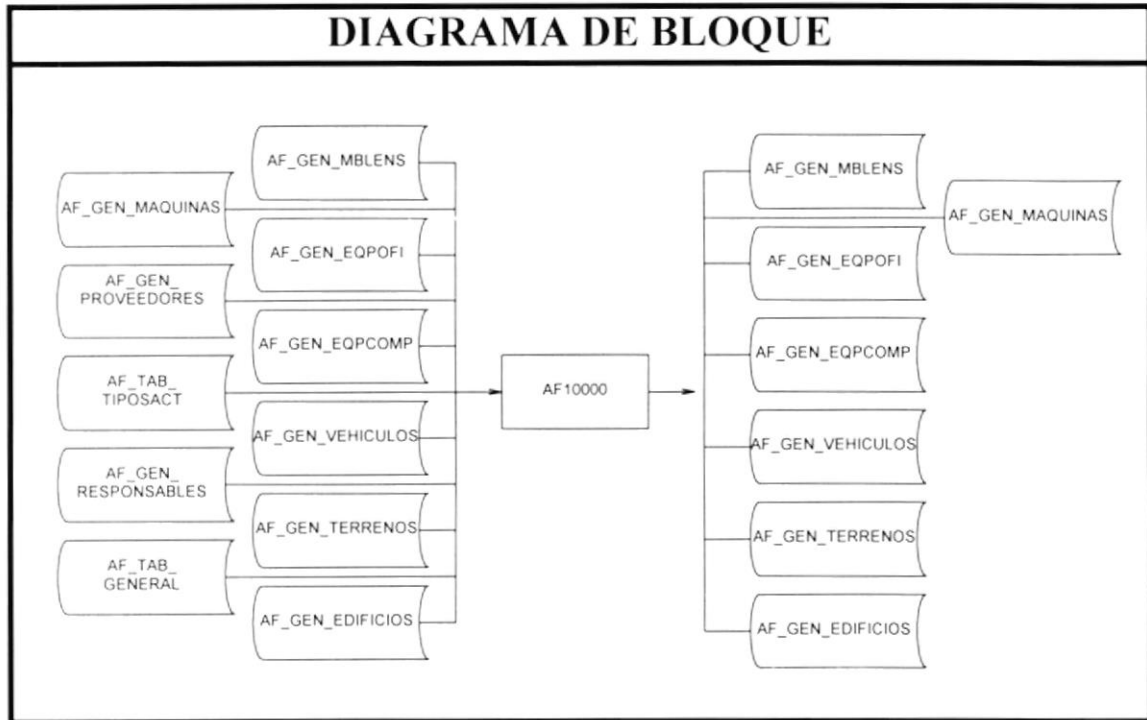 DIAGRAMA DE BLOQUE
AF_GEN_MBLENS
AF_GEN_MAQUINAS
AF_GEN_EQPOFI
AF_GEN_
PROVEEDORES
AF_GEN_EQPCOMP
AF_TAB_
TIPOSACT
AF_GEN_VEHICULOS
AF_GEN_
RESPONSABLES
AF_GEN_TERRENOS
AF_TAB_
GENERAL
AF_GEN_EDIFICIOS
AF10000
AF_GEN_MBLENS
AF_GEN_MAQUINAS
AF_GEN_EQPOFI
AF_GEN_EQPCOMP
AF_GEN_VEHICULOS
AF_GEN_TERRENOS
AF_GEN_EDIFICIOS